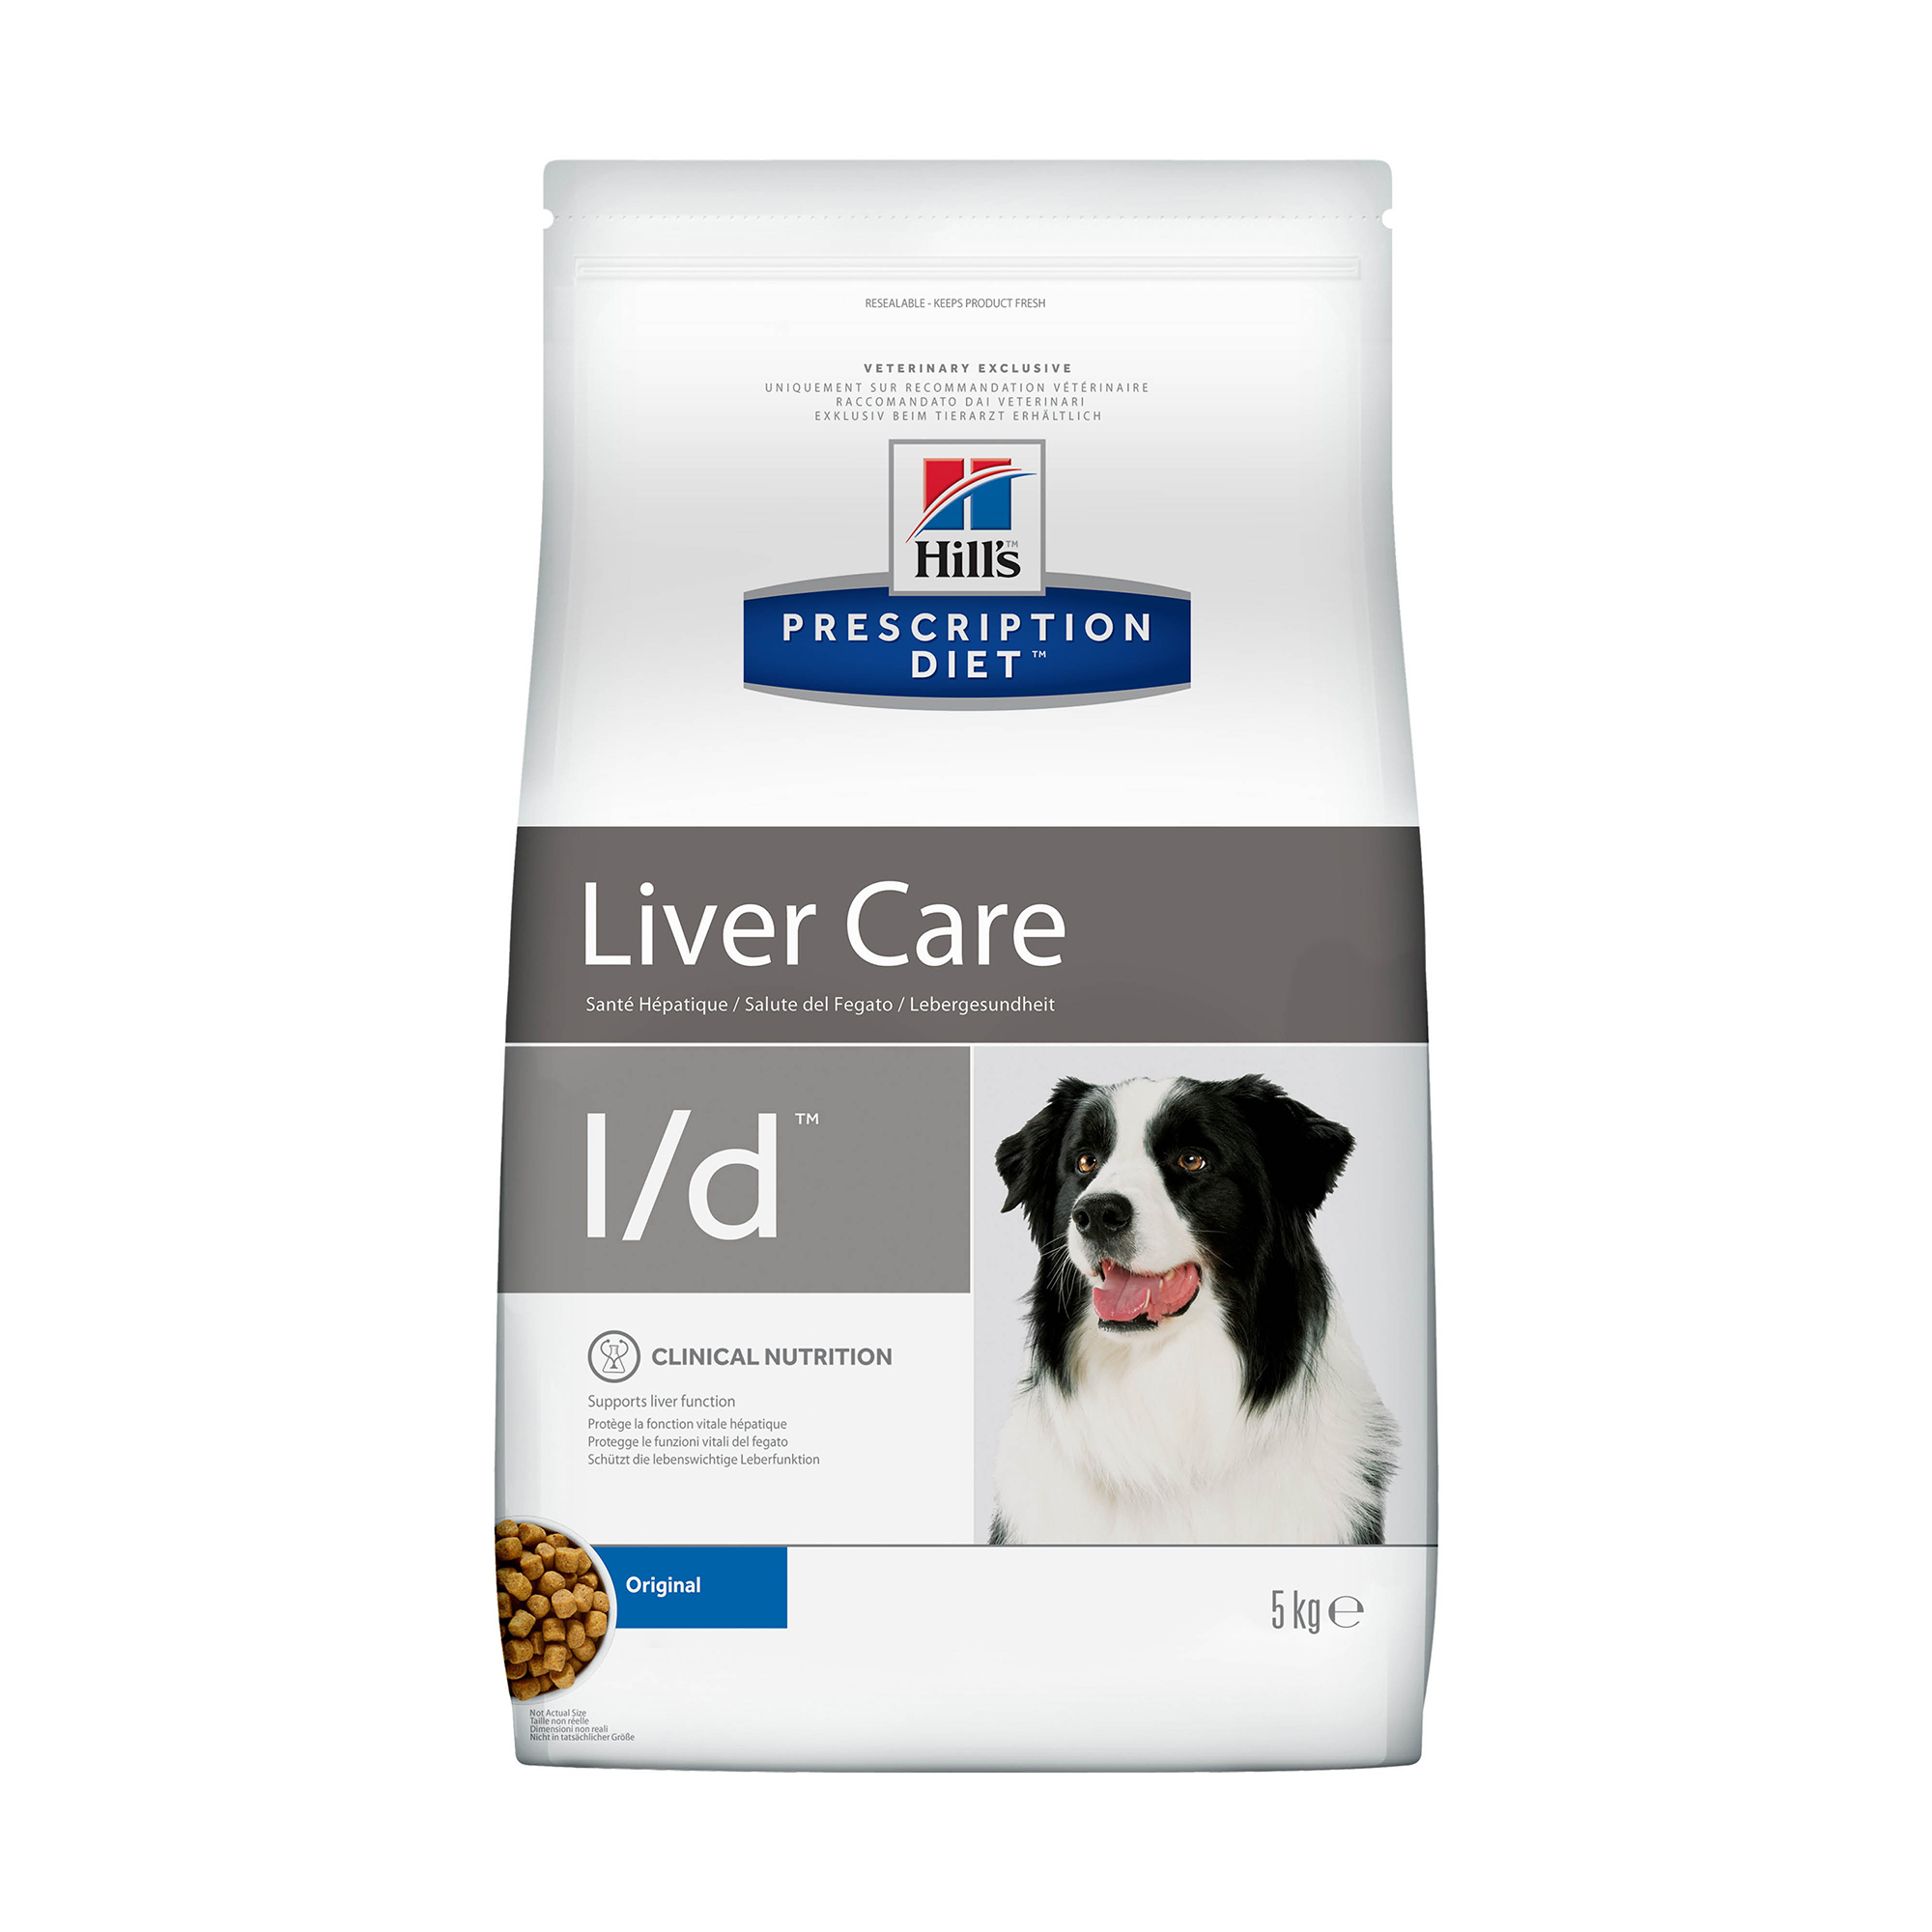 RESEALABLE - KEEPS PRODUCT FRESH
VETERINARY EXCLUSIVE
UNIQUEMENT SUR RECOMMANDATION VÉTÉRINAIRE
RACCOMANDATO DAI VETERINARI
EXKLUSIV BEIM TIERARZT ERHÄLTLICH
Hill's™
PRESCRIPTION
DIET™
Liver Care
Santé Hépatique / Salute del Fegato / Lebergesundheit
l/d™
CLINICAL NUTRITION
Supports liver function
Protège la fonction vitale hépatique
Protegge le funzioni vitali del fegato
Schützt die lebenswichtige Leberfunktion
Original
5 kg ℮
Not Actual Size
Taille non réelle
Dimensioni non reali
Nicht in tatsächlicher Größe